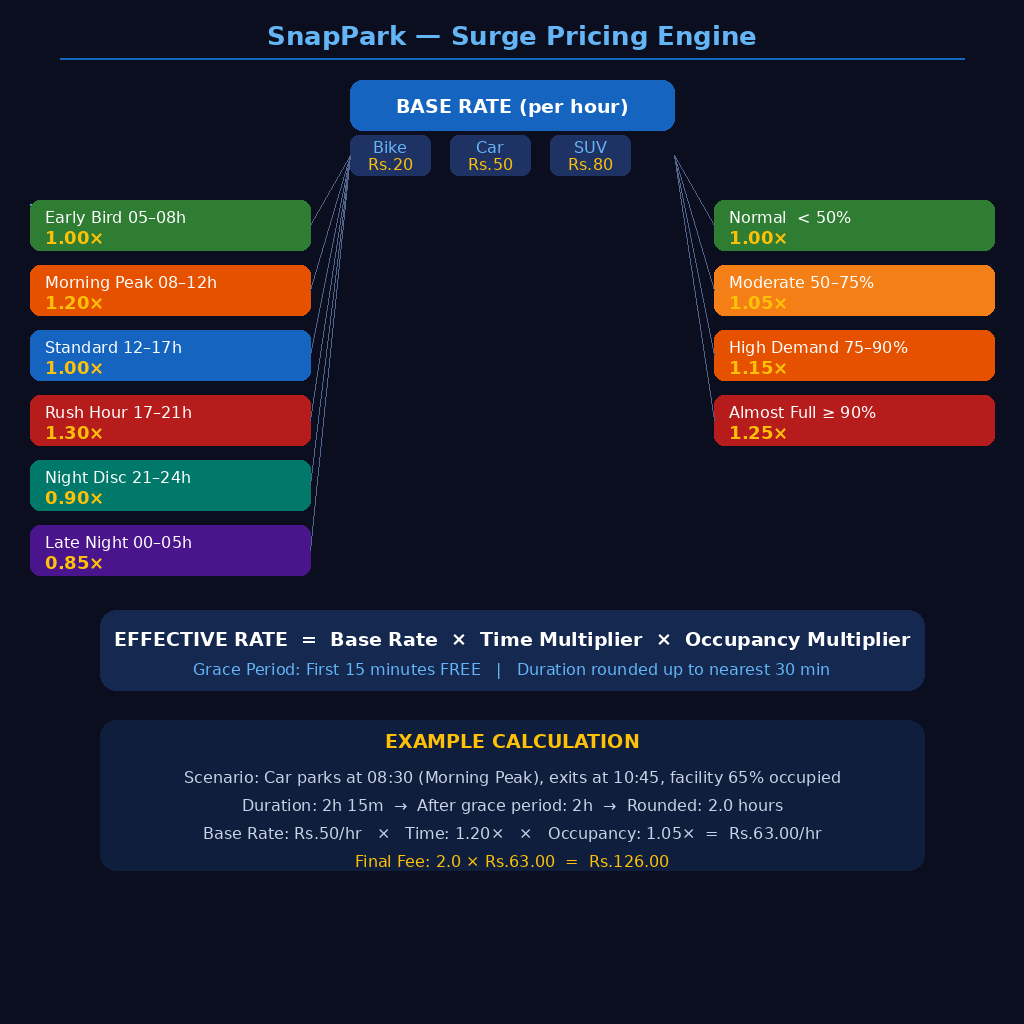 SnapPark — Surge Pricing Engine
BASE RATE (per hour)
Bike
Rs.20
Car
Rs.50
SUV
Rs.80
Early Bird 05–08h
1.00×
Morning Peak 08–12h
1.20×
Standard 12–17h
1.00×
Rush Hour 17–21h
1.30×
Night Disc 21–24h
0.90×
Late Night 00–05h
0.85×
Normal  < 50%
1.00×
Moderate 50–75%
1.05×
High Demand 75–90%
1.15×
Almost Full ≥ 90%
1.25×
EFFECTIVE RATE  =  Base Rate  ×  Time Multiplier  ×  Occupancy Multiplier
Grace Period: First 15 minutes FREE   |   Duration rounded up to nearest 30 min
EXAMPLE CALCULATION
Scenario: Car parks at 08:30 (Morning Peak), exits at 10:45, facility 65% occupied
Duration: 2h 15m  →  After grace period: 2h  →  Rounded: 2.0 hours
Base Rate: Rs.50/hr   ×   Time: 1.20×   ×   Occupancy: 1.05×  =  Rs.63.00/hr
Final Fee: 2.0 × Rs.63.00  =  Rs.126.00